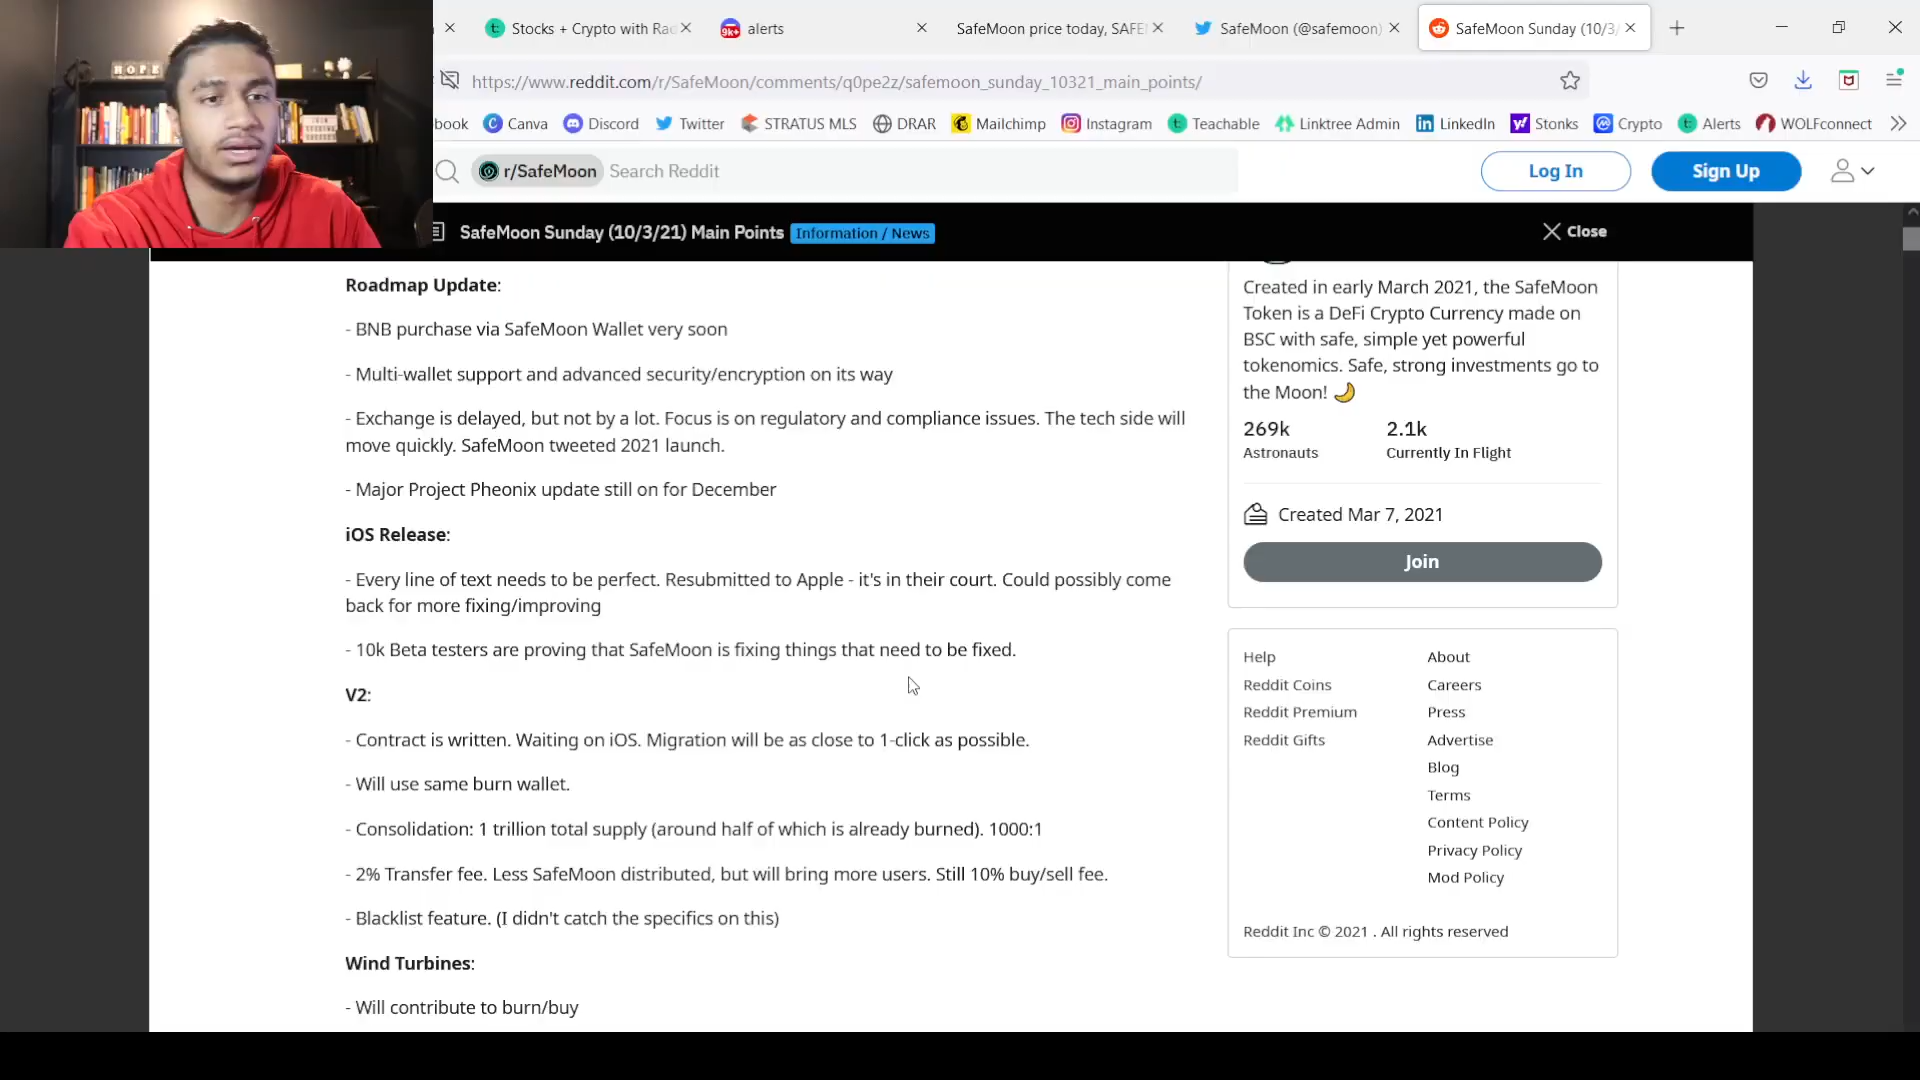 Stocks + Crypto with Rad
9k+
alerts
SafeMoon price today, SAFE
SafeMoon (@safemoon)
SafeMoon Sunday (10/3/
https://www.reddit.com/r/SafeMoon/comments/q0pe2z/safemoon_sunday_10321_main_points/
book
Canva
Discord
Twitter
STRATUS MLS
DRAR
Mailchimp
Instagram
Teachable
Linktree Admin
LinkedIn
Stonks
Crypto
Alerts
WOLFconnect
HOPE
r/SafeMoon
Search Reddit
Log In
Sign Up
SafeMoon Sunday (10/3/21) Main Points
Information / News
Close
Roadmap Update:
- BNB purchase via SafeMoon Wallet very soon
- Multi-wallet support and advanced security/encryption on its way
- Exchange is delayed, but not by a lot. Focus is on regulatory and compliance issues. The tech side will
move quickly. SafeMoon tweeted 2021 launch.
- Major Project Pheonix update still on for December
iOS Release:
- Every line of text needs to be perfect. Resubmitted to Apple - it's in their court. Could possibly come
back for more fixing/improving
- 10k Beta testers are proving that SafeMoon is fixing things that need to be fixed.
V2:
- Contract is written. Waiting on iOS. Migration will be as close to 1-click as possible.
- Will use same burn wallet.
- Consolidation: 1 trillion total supply (around half of which is already burned). 1000:1
- 2% Transfer fee. Less SafeMoon distributed, but will bring more users. Still 10% buy/sell fee.
- Blacklist feature. (I didn't catch the specifics on this)
Wind Turbines:
- Will contribute to burn/buy
Created in early March 2021, the SafeMoon
Token is a DeFi Crypto Currency made on
BSC with safe, simple yet powerful
tokenomics. Safe, strong investments go to
the Moon! 🌙
269k
2.1k
Astronauts
Currently In Flight
Created Mar 7, 2021
Join
Help
About
Reddit Coins
Careers
Reddit Premium
Press
Reddit Gifts
Advertise
Blog
Terms
Content Policy
Privacy Policy
Mod Policy
Reddit Inc © 2021 . All rights reserved